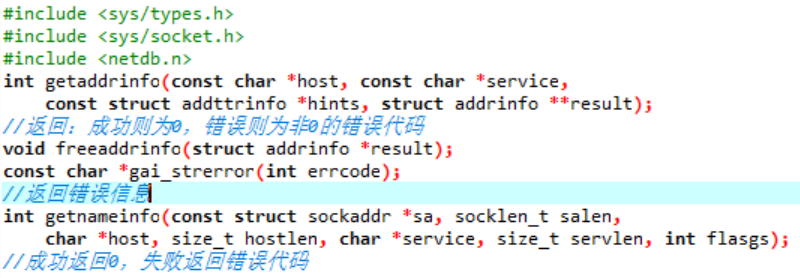 #include <sys/types.h>
#include <sys/socket.h>
#include <netdb.n>
int getaddrinfo(const char *host, const char *service,
const struct addttrinfo *hints, struct addrinfo **result);
//返回：成功则为0，错误则为非0的错误代码
void freeaddrinfo(struct addrinfo *result);
const char *gai_strerror(int errcode);
//返回错误信息
int getnameinfo(const struct sockaddr *sa, socklen_t salen,
char *host, size_t hostlen, char *service, size_t servlen, int flasgs);
//成功返回0，失败返回错误代码